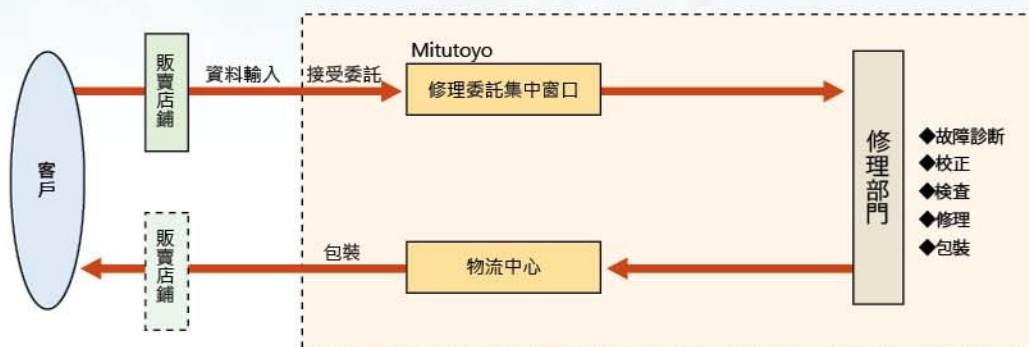 客戶
販賣店鋪
資料輸入
接受委託
Mitutoyo
修理委託集中窗口
修理部門
◆故障診断
◆校正
◆検査
◆修理
◆包裝
販賣店鋪
包裝
物流中心